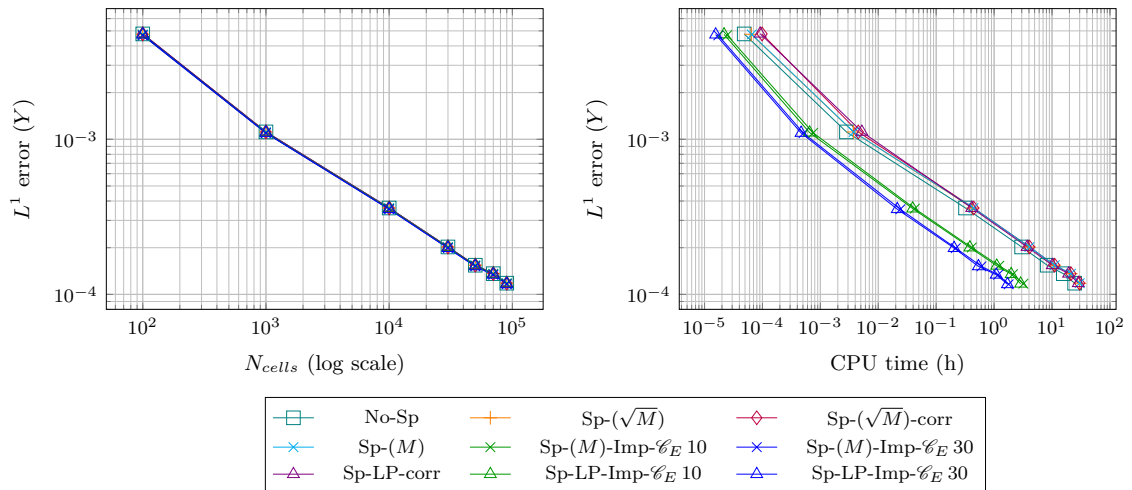 10^{-3}
10^{-4}
L^1 error (Y)
10^2 10^3 10^4 10^5
N_{cells} (log scale)
10^{-3}
10^{-4}
L^1 error (Y)
10^{-5} 10^{-4} 10^{-3} 10^{-2} 10^{-1} 10^0 10^1 10^2
CPU time (h)
No-Sp Sp-(√M) Sp-(√M)-corr
Sp-(M) Sp-(M)-Imp-𝒞_E 10 Sp-(M)-Imp-𝒞_E 30
Sp-LP-corr Sp-LP-Imp-𝒞_E 10 Sp-LP-Imp-𝒞_E 30